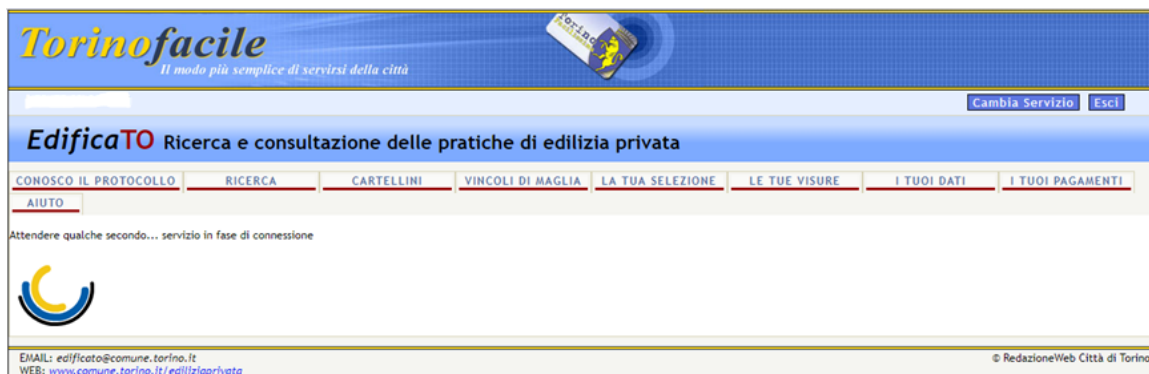 Torinofacile
Il modo più semplice di servirsi della città
Torino
facilmente
Cambia Servizio Esci
EdificaTO Ricerca e consultazione delle pratiche di edilizia privata
CONOSCO IL PROTOCOLLO RICERCA CARTELLINI VINCOLI DI MAGLIA LA TUA SELEZIONE LE TUE VISURE I TUOI DATI I TUOI PAGAMENTI
AIUTO
Attendere qualche secondo... servizio in fase di connessione
EMAIL: edificato@comune.torino.it © RedazioneWeb Città di Torino
WEB: www.comune.torino.it/ediliziaprivata